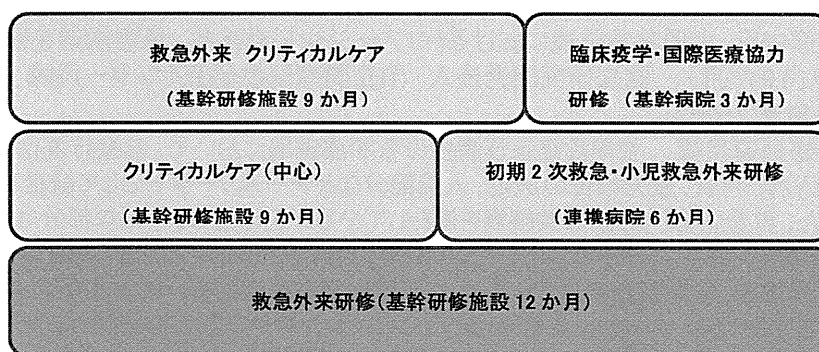 救急外来 クリティカルケア
(基幹研修施設 9 か月)
臨床疫学・国際医療協力
研修 (基幹病院 3 か月)
クリティカルケア(中心)
(基幹研修施設 9 か月)
初期 2 次救急・小児救急外来研修
(連携病院 6 か月)
救急外来研修(基幹研修施設 12 か月)